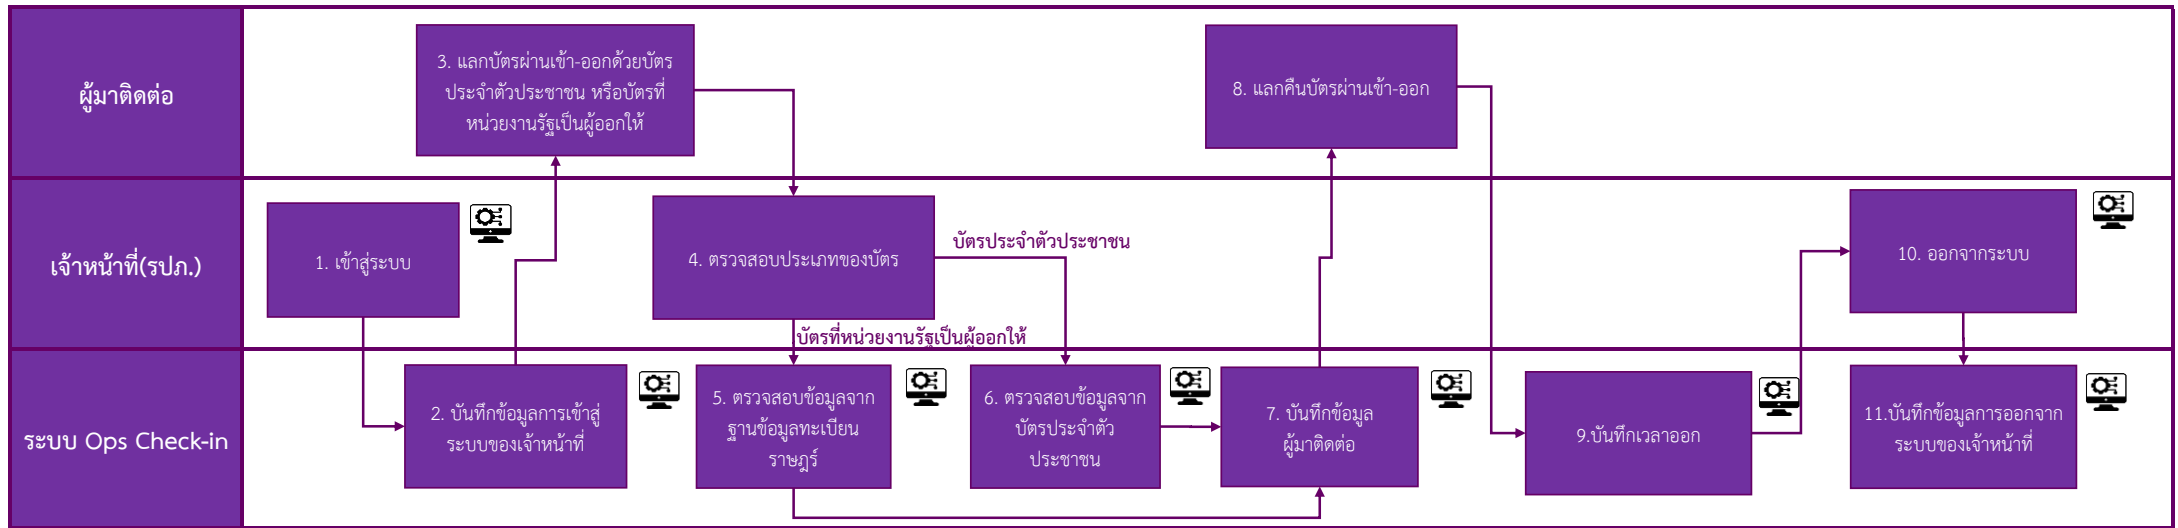 ผู้มาติดต่อ
3. แลกบัตรผ่านเข้า-ออกด้วยบัตร
ประจำตัวประชาชน หรือบัตรที่
หน่วยงานรัฐเป็นผู้ออกให้
8. แลกคืนบัตรผ่านเข้า-ออก
เจ้าหน้าที่(รปภ.)
1. เข้าสู่ระบบ
4. ตรวจสอบประเภทของบัตร
บัตรประจำตัวประชาชน
บัตรที่หน่วยงานรัฐเป็นผู้ออกให้
10. ออกจากระบบ
ระบบ Ops Check-in
2. บันทึกข้อมูลการเข้าสู่
ระบบของเจ้าหน้าที่
5. ตรวจสอบข้อมูลจาก
ฐานข้อมูลทะเบียน
ราษฎร์
6. ตรวจสอบข้อมูลจาก
บัตรประจำตัว
ประชาชน
7. บันทึกข้อมูล
ผู้มาติดต่อ
9.บันทึกเวลาออก
11.บันทึกข้อมูลการออกจาก
ระบบของเจ้าหน้าที่